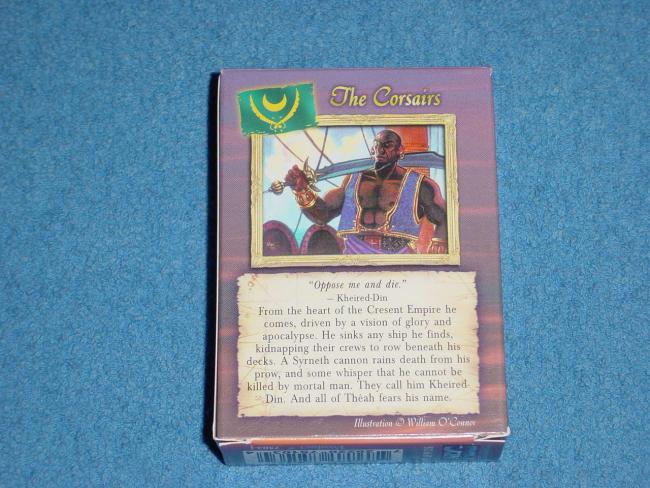 The Corsairs
"Oppose me and die."
— Kheired-Din
From the heart of the Cresent Empire he
comes, driven by a vision of glory and
apocalypse. He sinks any ship he finds,
kidnapping their crews to row beneath his
decks. A Syrneth cannon rains death from his
prow, and some whisper that he cannot be
killed by mortal man. They call him Kheired-
Din. And all of Théah fears his name.
Illustration © William O'Connor